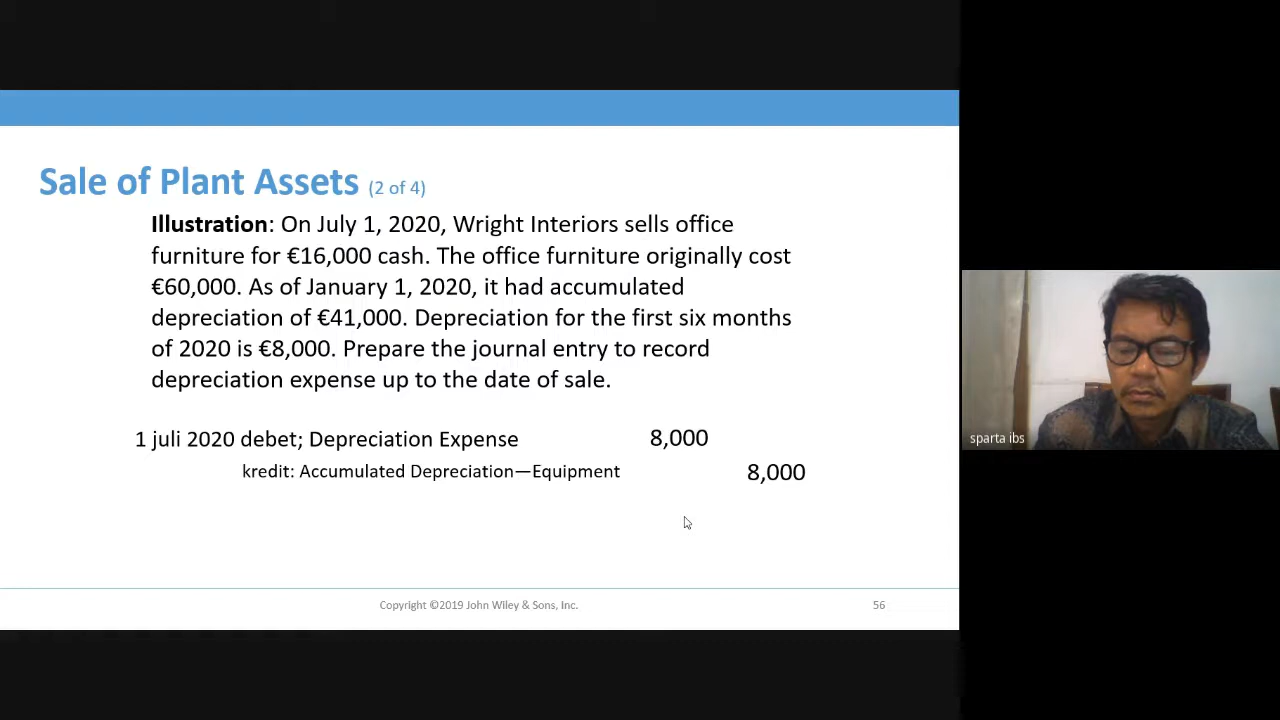 Sale of Plant Assets (2 of 4)
Illustration: On July 1, 2020, Wright Interiors sells office
furniture for €16,000 cash. The office furniture originally cost
€60,000. As of January 1, 2020, it had accumulated
depreciation of €41,000. Depreciation for the first six months
of 2020 is €8,000. Prepare the journal entry to record
depreciation expense up to the date of sale.
1 juli 2020 debet; Depreciation Expense 8,000
kredit: Accumulated Depreciation—Equipment 8,000
sparta ibs
Copyright ©2019 John Wiley & Sons, Inc. 56